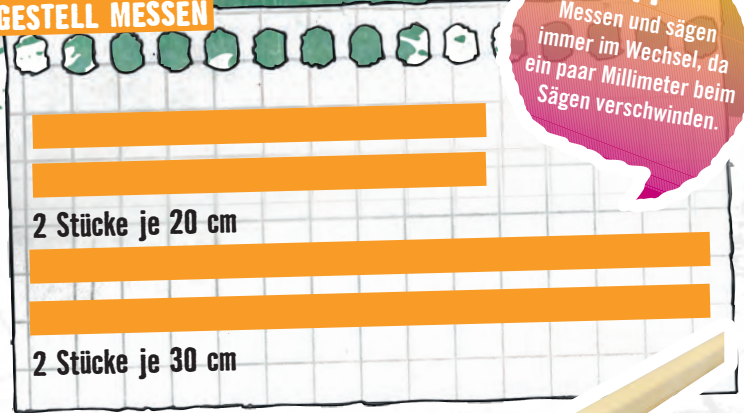 GESTELL MESSEN
Messen und sägen
immer im Wechsel, da
ein paar Millimeter beim
Sägen verschwinden.
2 Stücke je 20 cm
2 Stücke je 30 cm